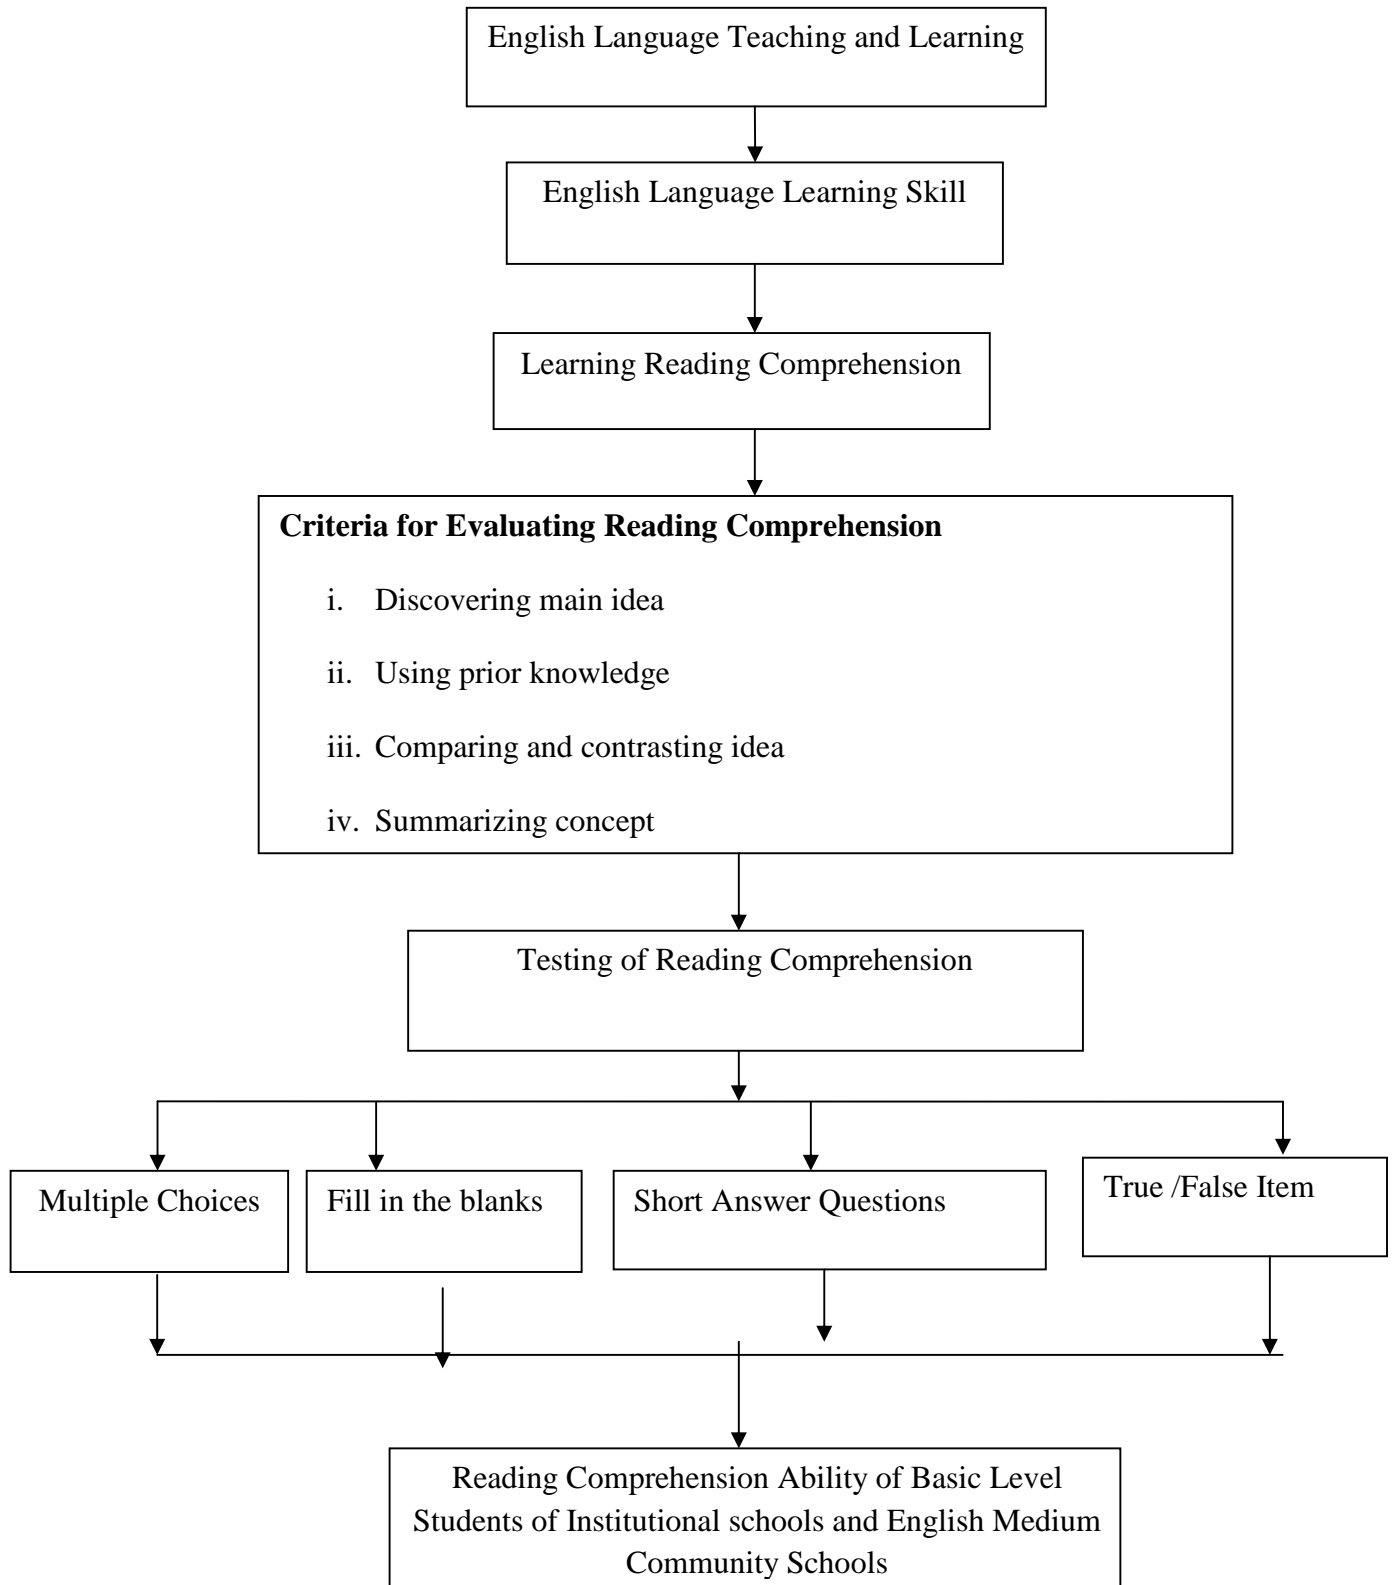 English Language Teaching and Learning
English Language Learning Skill
Learning Reading Comprehension
Criteria for Evaluating Reading Comprehension
i. Discovering main idea
ii. Using prior knowledge
iii. Comparing and contrasting idea
iv. Summarizing concept
Testing of Reading Comprehension
Multiple Choices
Fill in the blanks
Short Answer Questions
True /False Item
Reading Comprehension Ability of Basic Level
Students of Institutional schools and English Medium
Community Schools